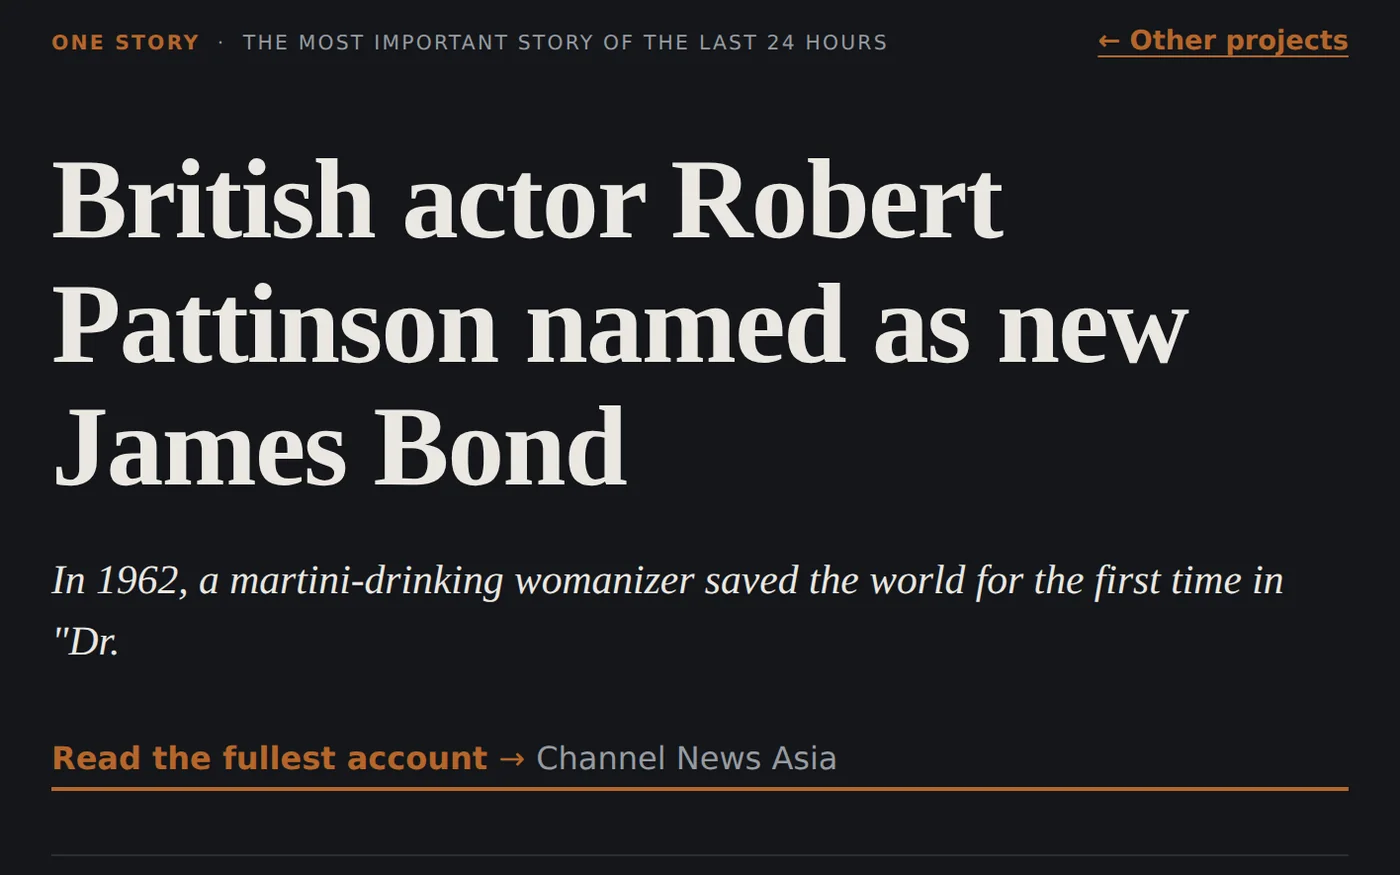 ONE STORY · THE MOST IMPORTANT STORY OF THE LAST 24 HOURS
← Other projects
British actor Robert
Pattinson named as new
James Bond
In 1962, a martini-drinking womanizer saved the world for the first time in
"Dr.
Read the fullest account → Channel News Asia